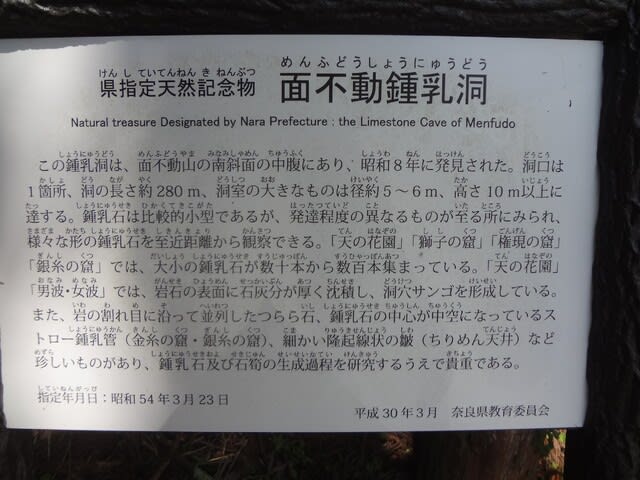 県指定天然記念物 面不動鍾乳洞
Natural treasure Designated by Nara Prefecture : the Limestone Cave of Menfudo
この鍾乳洞は、面不動山の南斜面の中腹にあり、昭和8年に発見された。洞口は
1箇所、洞の長さ約280m、洞室の大きなものは径約5~6m、高さ10m以上に
達する。鍾乳石は比較的小型であるが、発達程度の異なるものが至る所にみられ、
様々な形の鍾乳石を至近距離から観察できる。「天の花園」「獅子の窟」「権現の窟」
「銀糸の窟」では、大小の鍾乳石が数十本から数百本集まっている。「天の花園」
「男波・女波」では、岩石の表面に石灰分が厚く沈積し、洞穴サンゴを形成している。
また、岩の割れ目に沿って並列したつらら石、鍾乳石の中心が中空になっているス
トロー鍾乳管(金糸の窟・銀糸の窟)、細かい隆起線状の皺(ちりめん天井)など
珍しいものがあり、鍾乳石及び石筍の生成過程を研究するうえで貴重である。
指定年月日:昭和54年3月23日
平成30年3月 奈良県教育委員会